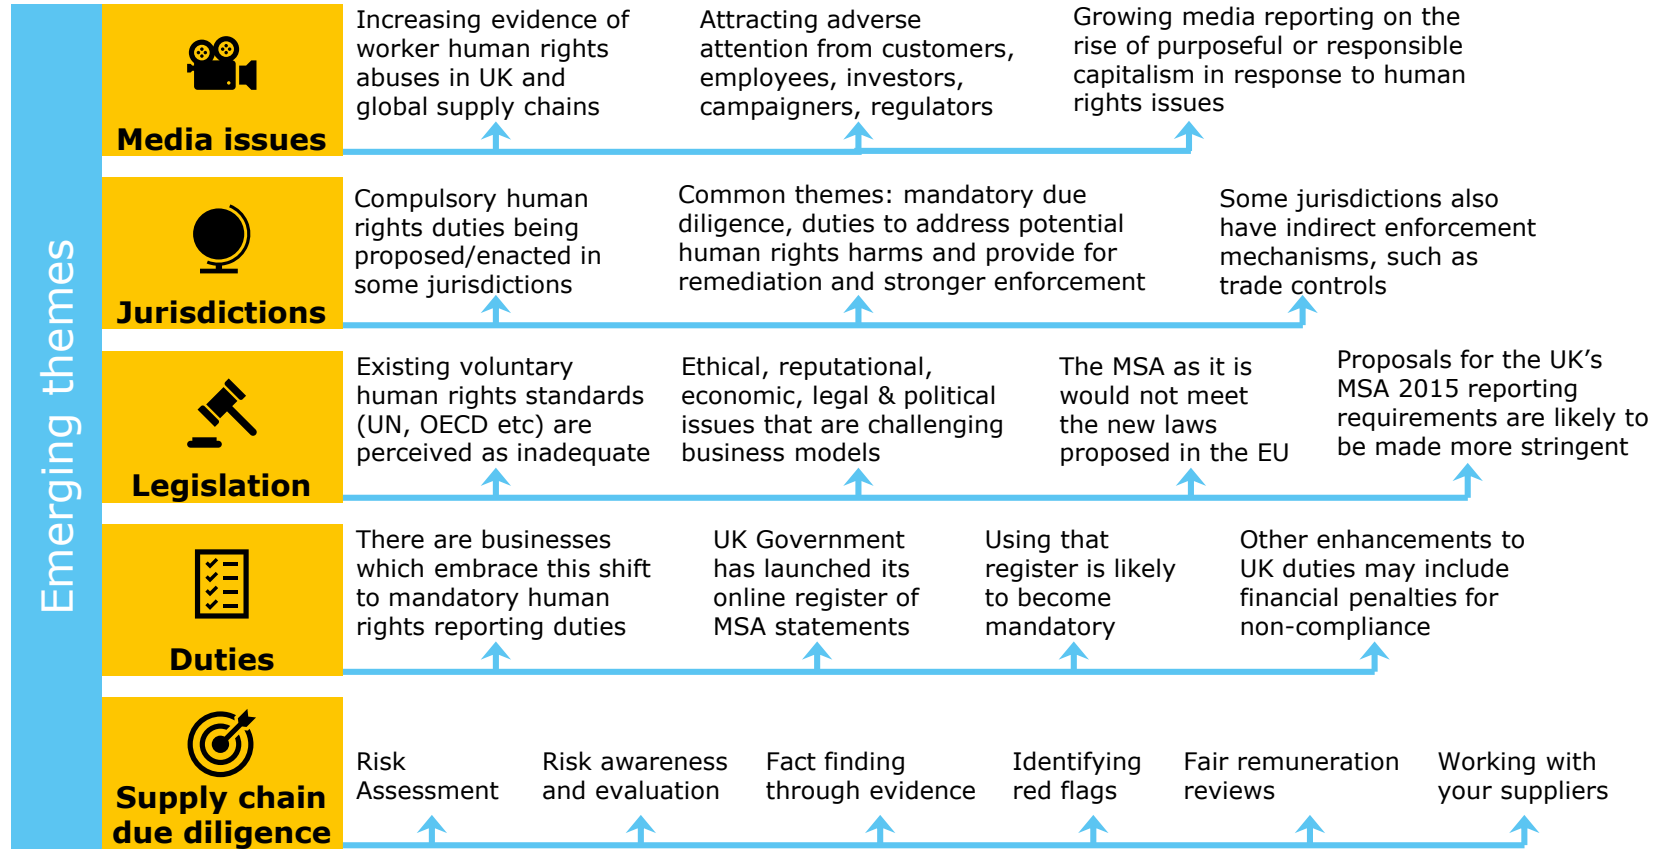 Emerging themes
Media issues
Increasing evidence of
worker human rights
abuses in UK and
global supply chains
Attracting adverse
attention from customers,
employees, investors,
campaigners, regulators
Growing media reporting on the
rise of purposeful or responsible
capitalism in response to human
rights issues
Jurisdictions
Compulsory human
rights duties being
proposed/enacted in
some jurisdictions
Common themes: mandatory due
diligence, duties to address potential
human rights harms and provide for
remediation and stronger enforcement
Some jurisdictions also
have indirect enforcement
mechanisms, such as
trade controls
Legislation
Existing voluntary
human rights standards
(UN, OECD etc) are
perceived as inadequate
Ethical, reputational,
economic, legal & political
issues that are challenging
business models
The MSA as it is
would not meet
the new laws
proposed in the EU
Proposals for the UK’s
MSA 2015 reporting
requirements are likely to
be made more stringent
Duties
There are businesses
which embrace this shift
to mandatory human
rights reporting duties
UK Government
has launched its
online register of
MSA statements
Using that
register is likely
to become
mandatory
Other enhancements to
UK duties may include
financial penalties for
non-compliance
Supply chain
due diligence
Risk
Assessment
Risk awareness
and evaluation
Fact finding
through evidence
Identifying
red flags
Fair remuneration
reviews
Working with
your suppliers